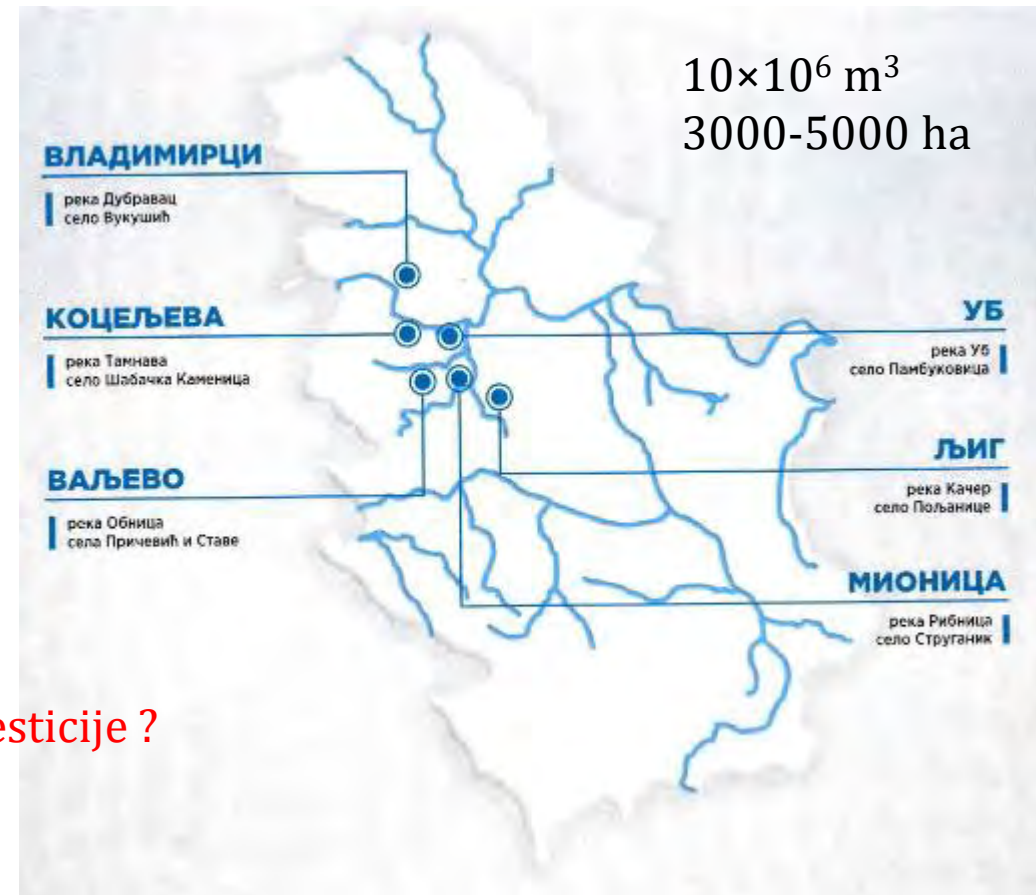 10×10⁶ m³
3000-5000 ha
ВЛАДИМИРЦИ
река Дубравац
село Вукушић
КОЦЕЉЕВА
река Тамнава
село Шабачка Каменица
ВАЉЕВО
река Обница
села Причевић и Ставе
УБ
река Уб
село Памбуковица
ЉИГ
река Качер
село Пољанице
МИОНИЦА
река Рибница
село Струганик
esticije ?